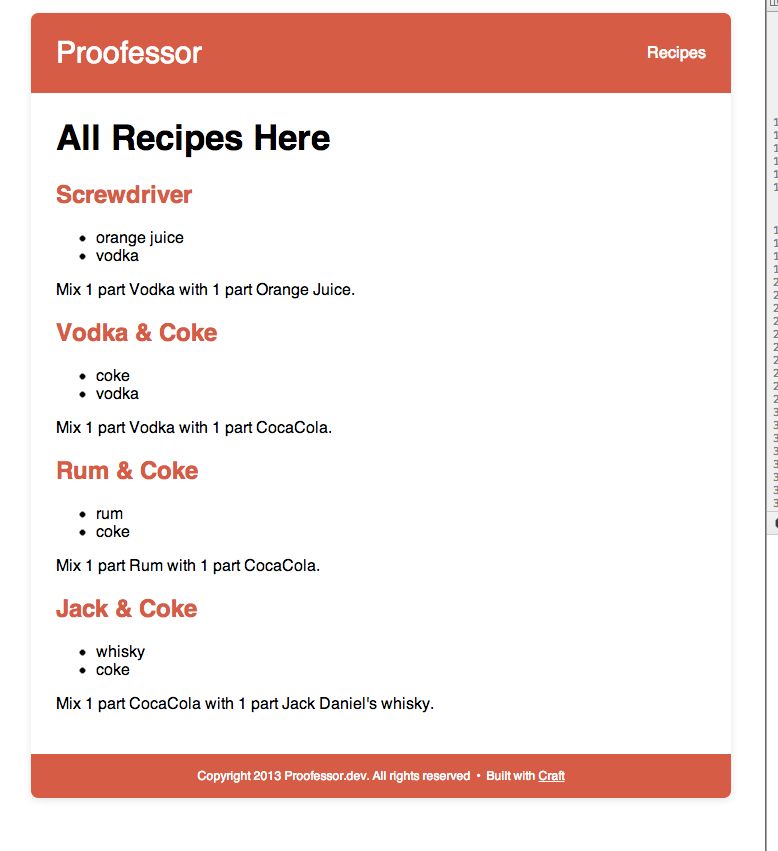 Proofessor
Recipes
All Recipes Here
Screwdriver
• orange juice
• vodka
Mix 1 part Vodka with 1 part Orange Juice.
Vodka & Coke
• coke
• vodka
Mix 1 part Vodka with 1 part CocaCola.
Rum & Coke
• rum
• coke
Mix 1 part Rum with 1 part CocaCola.
Jack & Coke
• whisky
• coke
Mix 1 part CocaCola with 1 part Jack Daniel's whisky.
Copyright 2013 Proofessor.dev. All rights reserved • Built with Craft